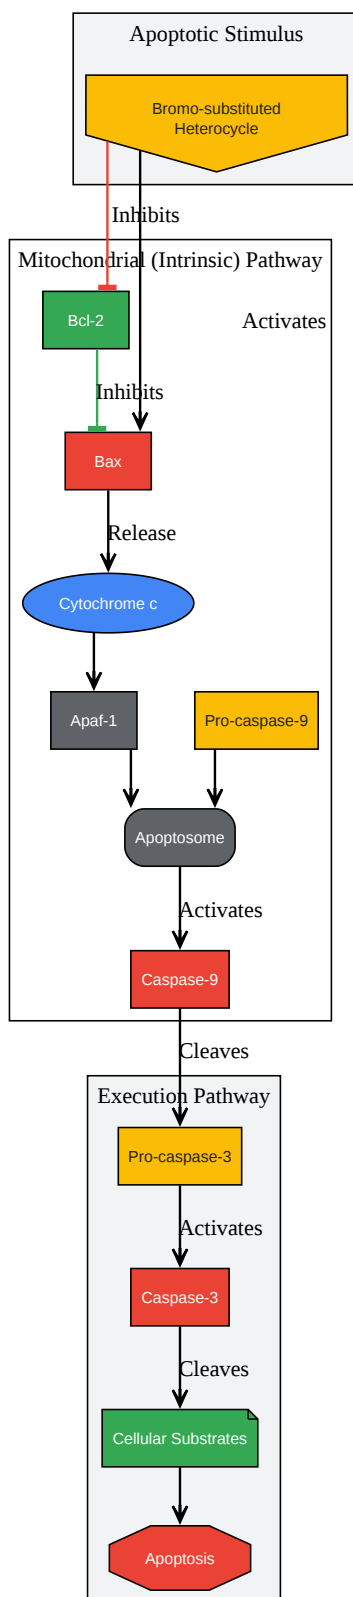 Apoptotic Stimulus
Bromo-substituted
Heterocycle
Inhibits
Mitochondrial (Intrinsic) Pathway
Bcl-2
Activates
Inhibits
Bax
Release
Cytochrome c
Apaf-1
Pro-caspase-9
Apoptosome
Activates
Caspase-9
Cleaves
Execution Pathway
Pro-caspase-3
Activates
Caspase-3
Cleaves
Cellular Substrates
Apoptosis